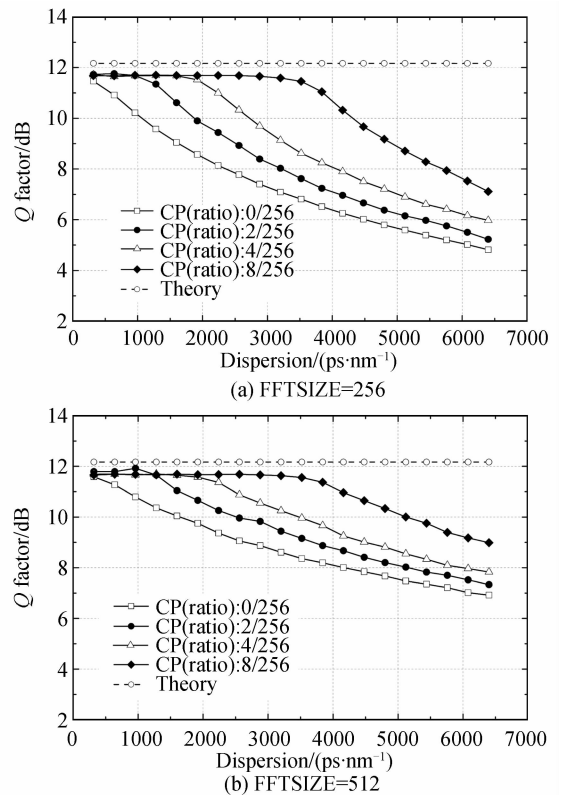 14
12
10
8
6
4
2
Q factor/dB
CP(ratio):0/256
CP(ratio):2/256
CP(ratio):4/256
CP(ratio):8/256
Theory
0 1000 2000 3000 4000 5000 6000 7000
Dispersion/(ps·nm⁻¹)
(a) FFTSIZE=256
14
12
10
8
6
4
2
Q factor/dB
CP(ratio):0/256
CP(ratio):2/256
CP(ratio):4/256
CP(ratio):8/256
Theory
0 1000 2000 3000 4000 5000 6000 7000
Dispersion/(ps·nm⁻¹)
(b) FFTSIZE=512